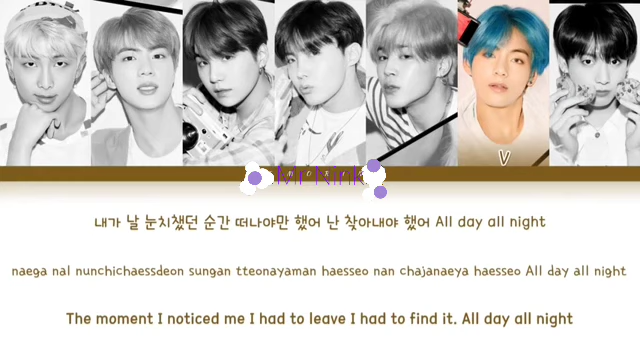 V
Mr Nink
내가 날 눈치챘던 순간 떠나야만 했어 난 찾아내야 했어 All day all night
naega nal nunchichaessdeon sungan tteonayaman haesseo nan chajanaeya haesseo All day all night
The moment I noticed me I had to leave I had to find it. All day all night